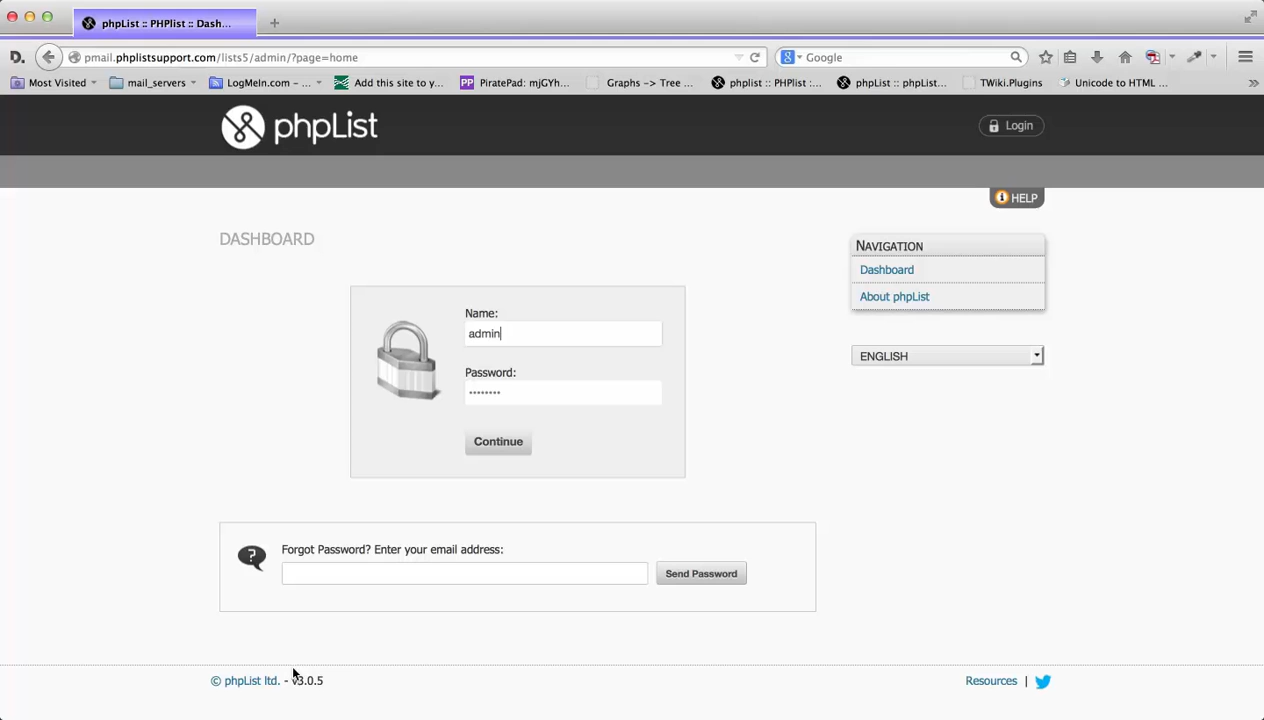 phpList :: PHPlist :: Dash...
D.
pmail.phplistsupport.com/lists5/admin/?page=home
Google
Most Visited
mail_servers
LogMeIn.com – ...
Add this site to y...
PP PiratePad: mjGYh...
Graphs -> Tree ...
phplist :: PHPlist :...
phpList :: phpList...
TWiki.Plugins
Unicode to HTML ...
phpList
Login
HELP
DASHBOARD
NAVIGATION
Dashboard
About phpList
ENGLISH
Name:
admin
Password:
••••••••
Continue
Forgot Password? Enter your email address:
Send Password
© phpList ltd. - v3.0.5
Resources |